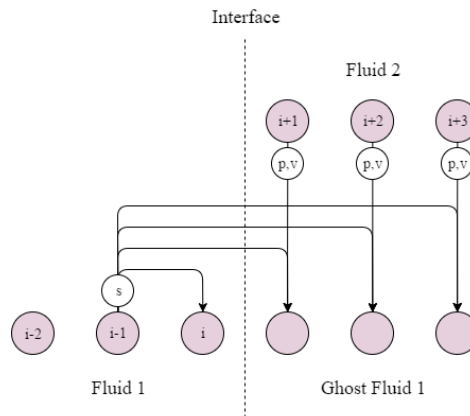 Interface
Fluid 2
i+1 i+2 i+3
p,v p,v p,v
s
i-2 i-1 i
Fluid 1 Ghost Fluid 1